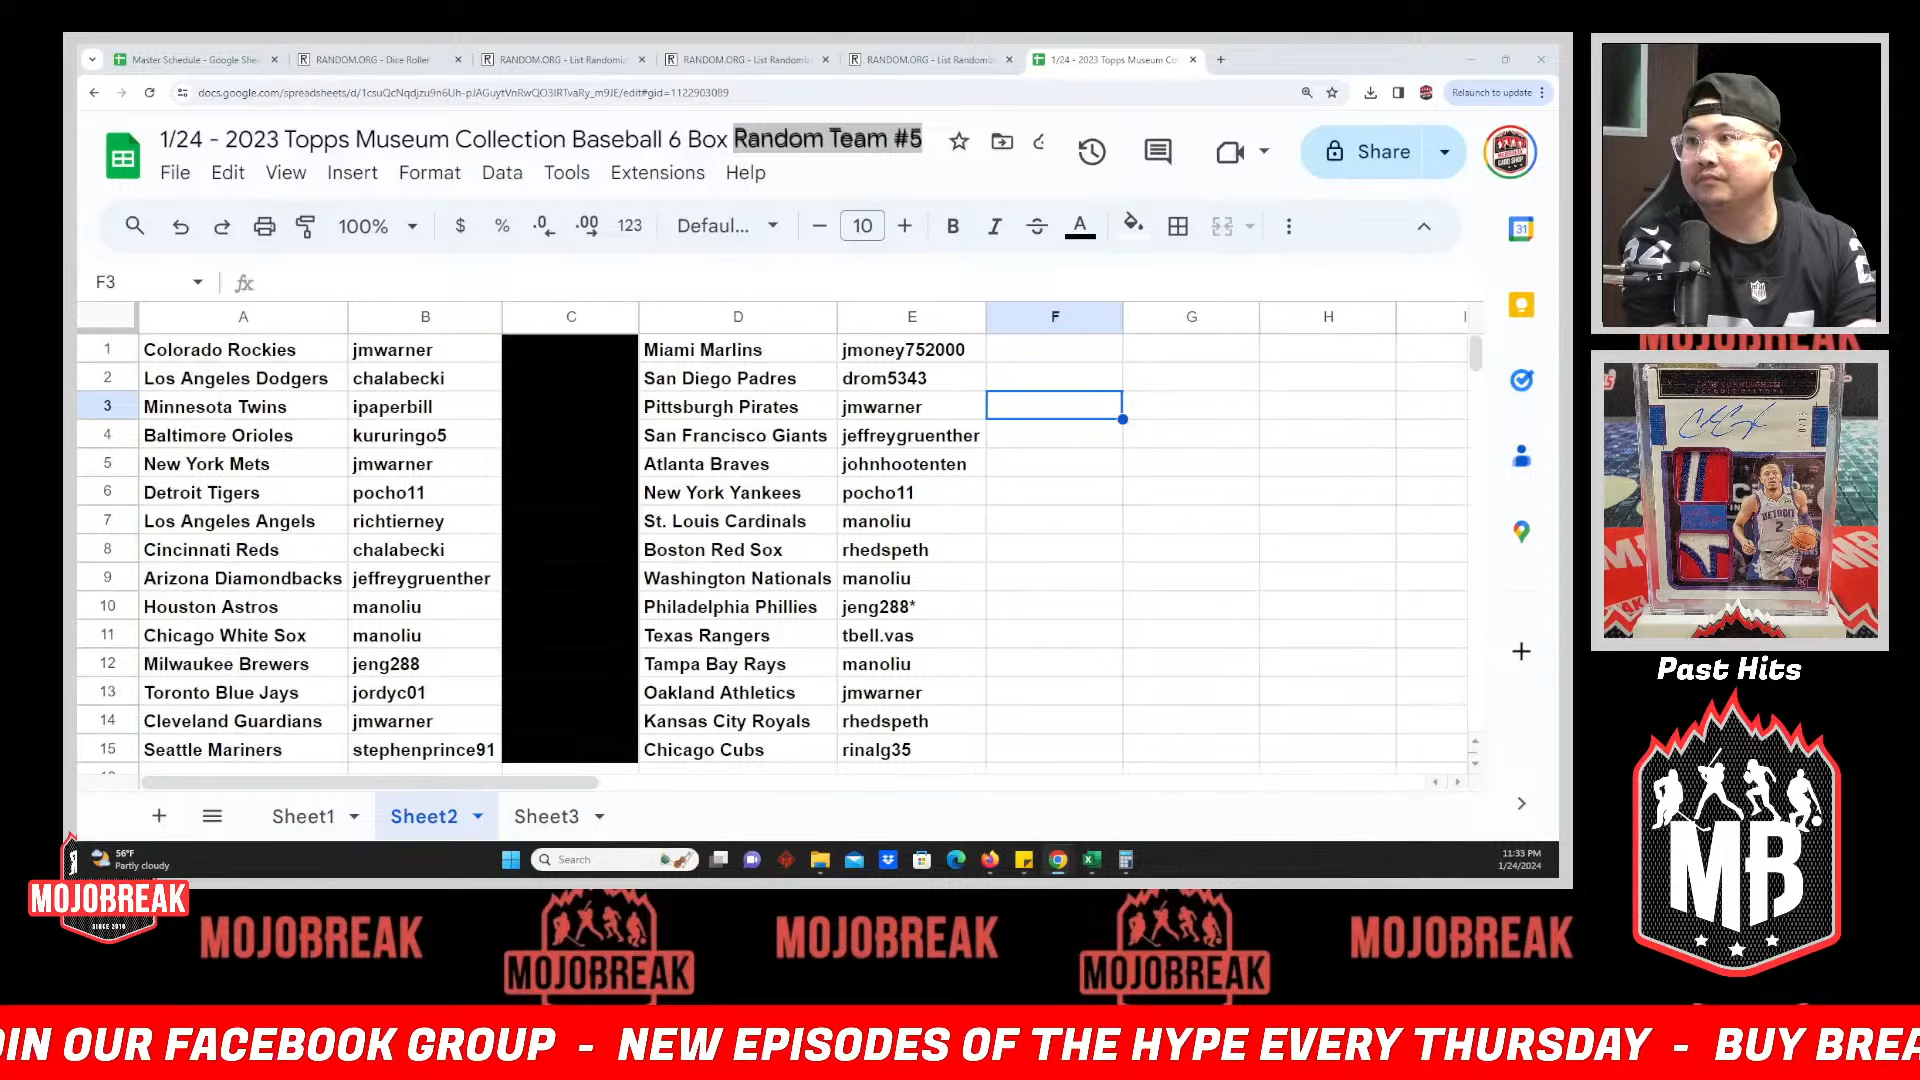 Master Schedule - Google She
RANDOM.ORG - Dice Roller
RANDOM.ORG - List Randomiz
RANDOM.ORG - List Randomiz
RANDOM.ORG - List Randomiz
1/24 - 2023 Topps Museum Co
docs.google.com/spreadsheets/d/1csuQcNqdjzu9n6Uh-pJAGuytVnRwQO3IRTvaRy_m9JE/edit#gid=1122903089
Relaunch to update
1/24 - 2023 Topps Museum Collection Baseball 6 Box Random Team #5
File Edit View Insert Format Data Tools Extensions Help
Share
100% $ % .0 .00 123 Defaul... 10 B I A
31
F3 fx
A B C D E F G H I
1 Colorado Rockies jmwarner Miami Marlins jmoney752000
2 Los Angeles Dodgers chalabecki San Diego Padres drom5343
3 Minnesota Twins ipaperbill Pittsburgh Pirates jmwarner
4 Baltimore Orioles kururingo5 San Francisco Giants jeffreygruenther
5 New York Mets jmwarner Atlanta Braves johnhootenten
6 Detroit Tigers pocho11 New York Yankees pocho11
7 Los Angeles Angels richtierney St. Louis Cardinals manoliu
8 Cincinnati Reds chalabecki Boston Red Sox rhedspeth
9 Arizona Diamondbacks jeffreygruenther Washington Nationals manoliu
10 Houston Astros manoliu Philadelphia Phillies jeng288*
11 Chicago White Sox manoliu Texas Rangers tbell.vas
12 Milwaukee Brewers jeng288 Tampa Bay Rays manoliu
13 Toronto Blue Jays jordyc01 Oakland Athletics jmwarner
14 Cleveland Guardians jmwarner Kansas City Royals rhedspeth
15 Seattle Mariners stephenprince91 Chicago Cubs rinalg35
Sheet1 Sheet2 Sheet3
56°F
Partly cloudy
Search
11:33 PM
1/24/2024
24
NFL
DETROIT
2
Past Hits
MB
MOJOBREAK
SINCE 2010
MOJOBREAK
MOJOBREAK
MOJOBREAK
MOJOBREAK
MOJOBREAK
OIN OUR FACEBOOK GROUP - NEW EPISODES OF THE HYPE EVERY THURSDAY - BUY BREA